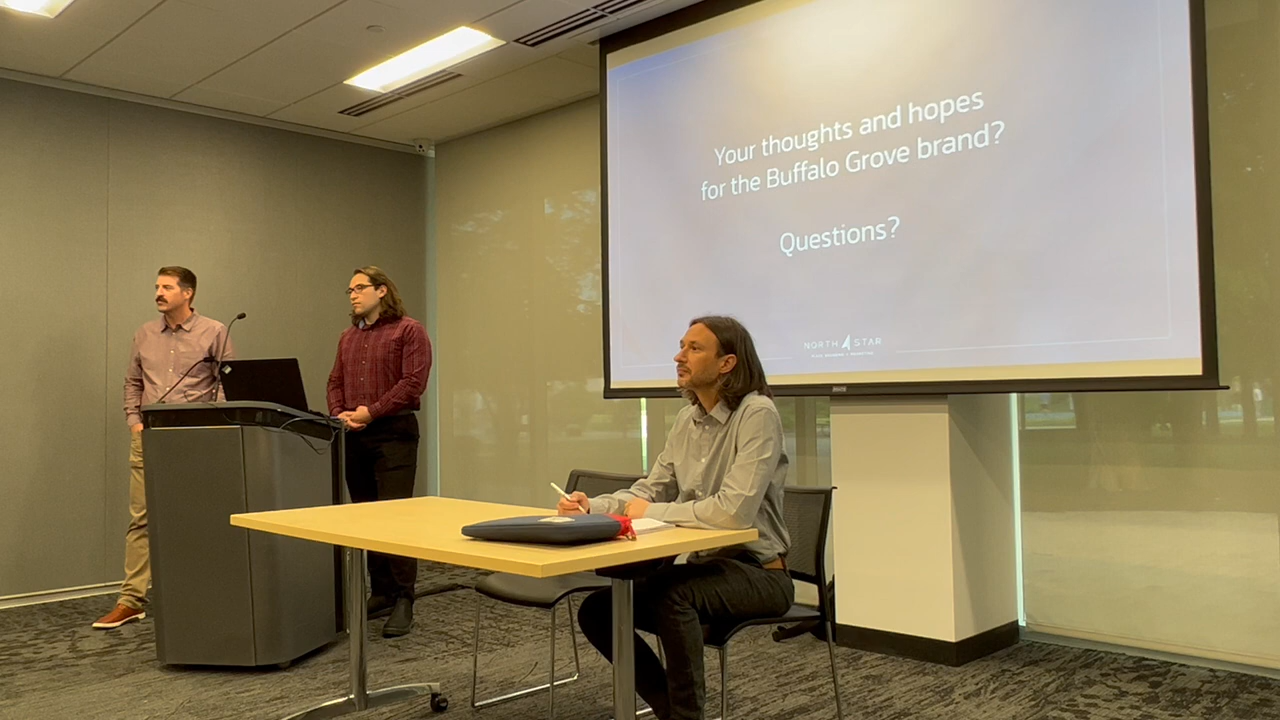 Your thoughts and hopes
for the Buffalo Grove brand?
Questions?
NORTH STAR